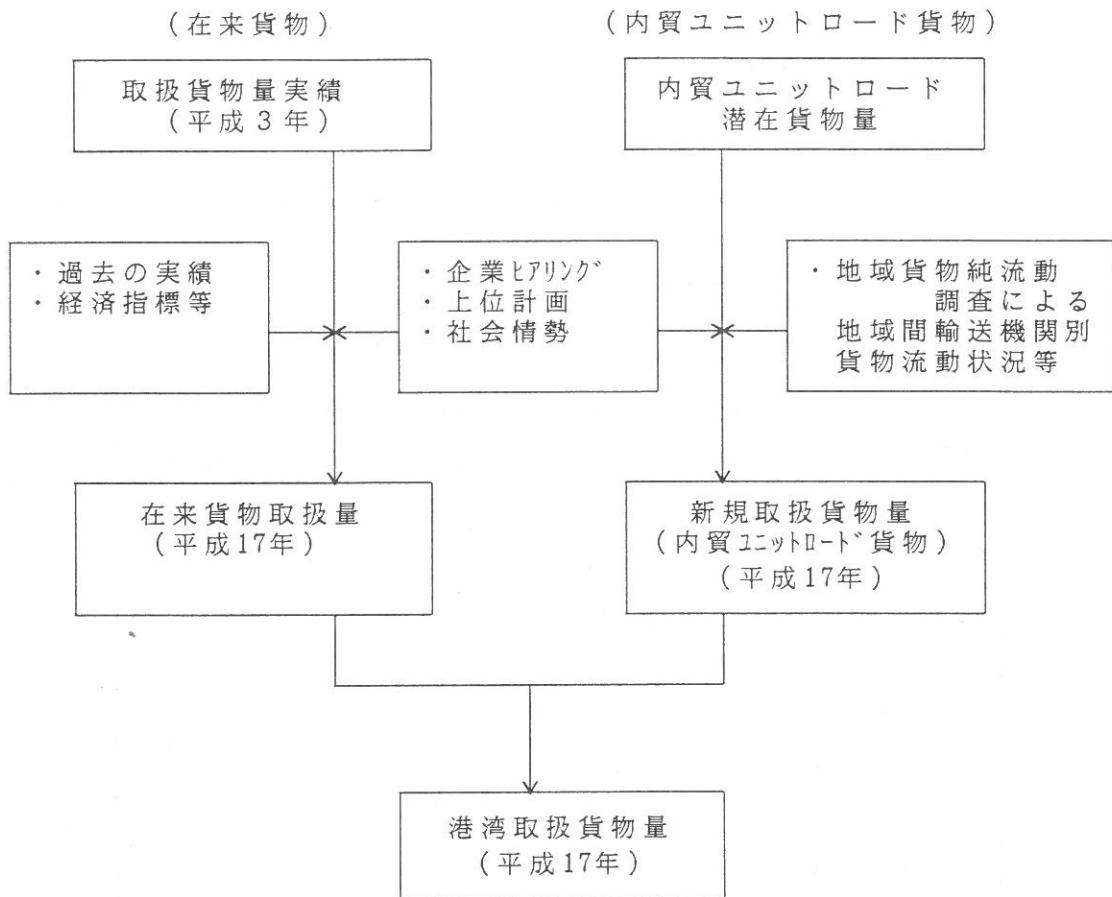 (在来貨物)
(内貿ユニットロード貨物)
取扱貨物量実績
(平成3年)
内貿ユニットロード
潜在貨物量
・過去の実績
・経済指標等
・企業ﾋｱﾘﾝｸﾞ
・上位計画
・社会情勢
・地域貨物純流動
調査による
地域間輸送機関別
貨物流動状況等
在来貨物取扱量
(平成17年)
新規取扱貨物量
(内貿ﾕﾆｯﾄﾛｰﾄﾞ貨物)
(平成17年)
港湾取扱貨物量
(平成17年)